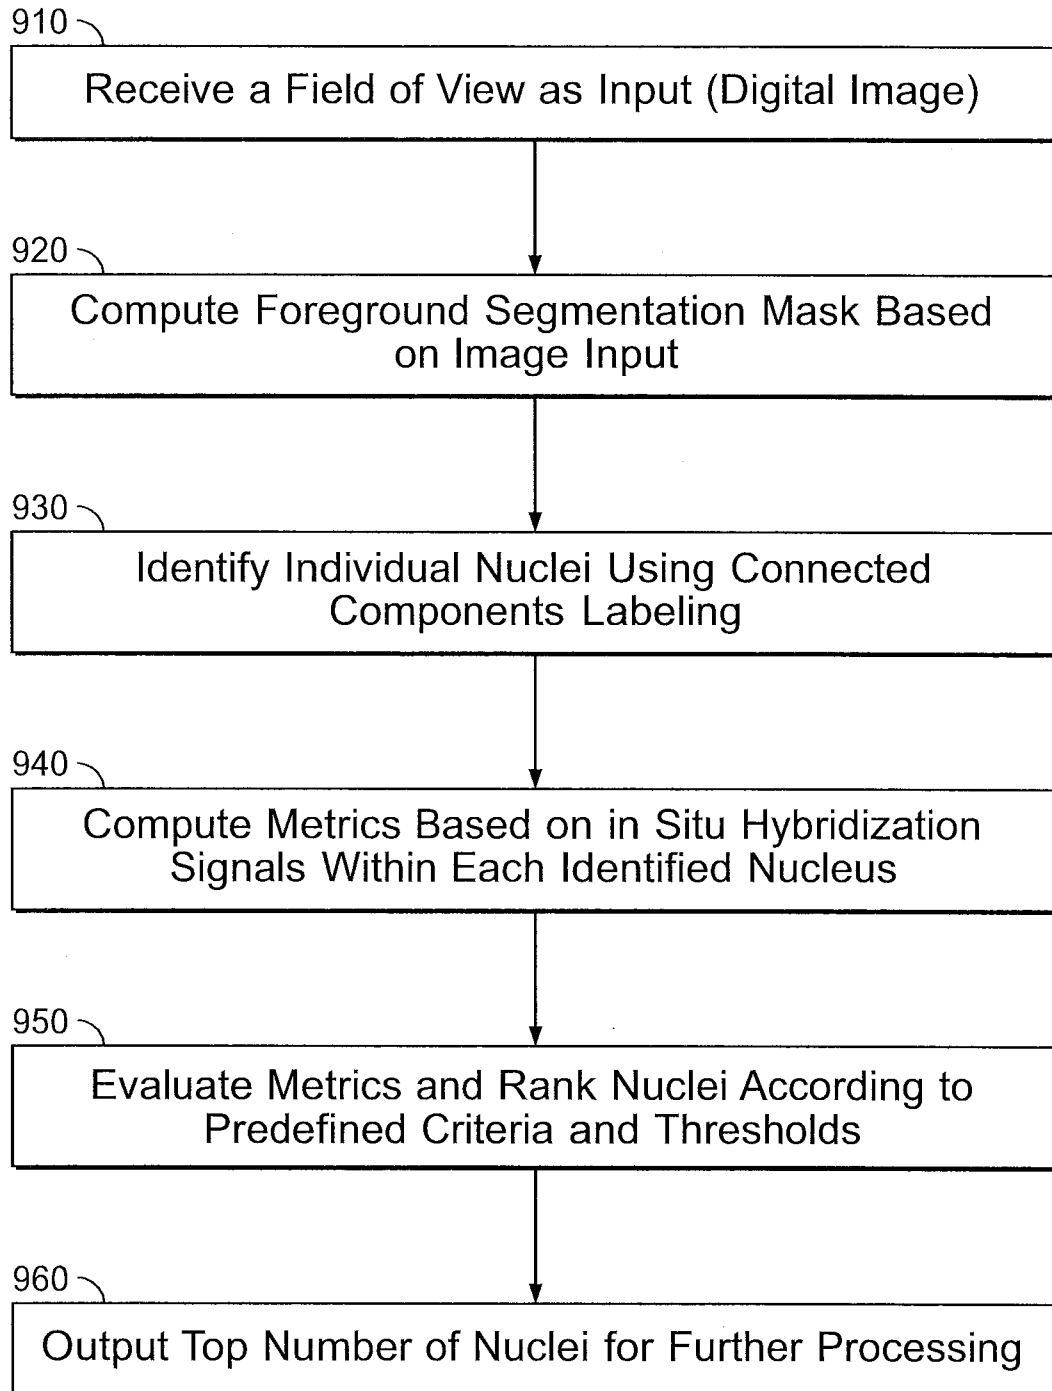 910
Receive a Field of View as Input (Digital Image)
920
Compute Foreground Segmentation Mask Based
on Image Input
930
Identify Individual Nuclei Using Connected
Components Labeling
940
Compute Metrics Based on in Situ Hybridization
Signals Within Each Identified Nucleus
950
Evaluate Metrics and Rank Nuclei According to
Predefined Criteria and Thresholds
960
Output Top Number of Nuclei for Further Processing